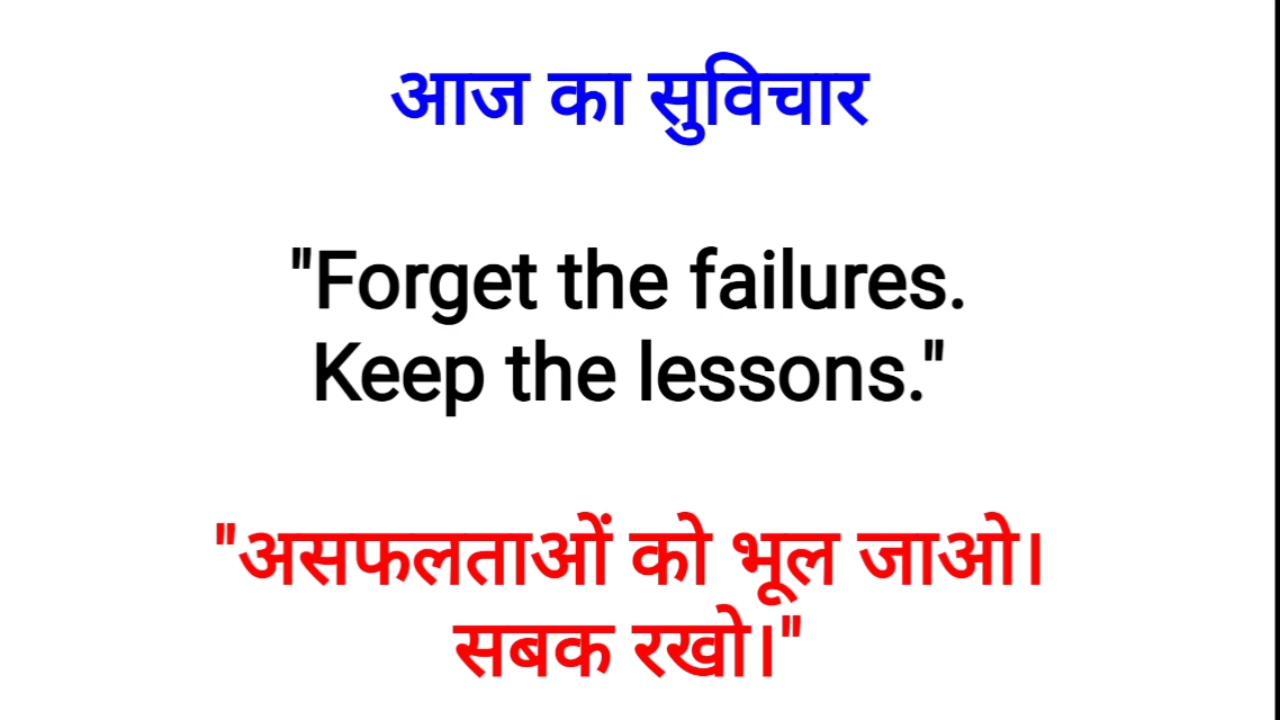 आज का सुविचार
"Forget the failures.
Keep the lessons."
"असफलताओं को भूल जाओ।
सबक रखो।"